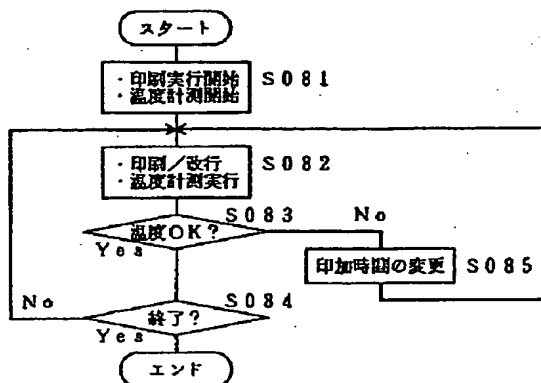 スタート
・印刷実行開始
・温度計測開始
S081
・印刷／改行
・温度計測実行
S082
温度OK?
S083
No
Yes
印加時間の変更
S085
No
終了?
S084
Yes
エンド